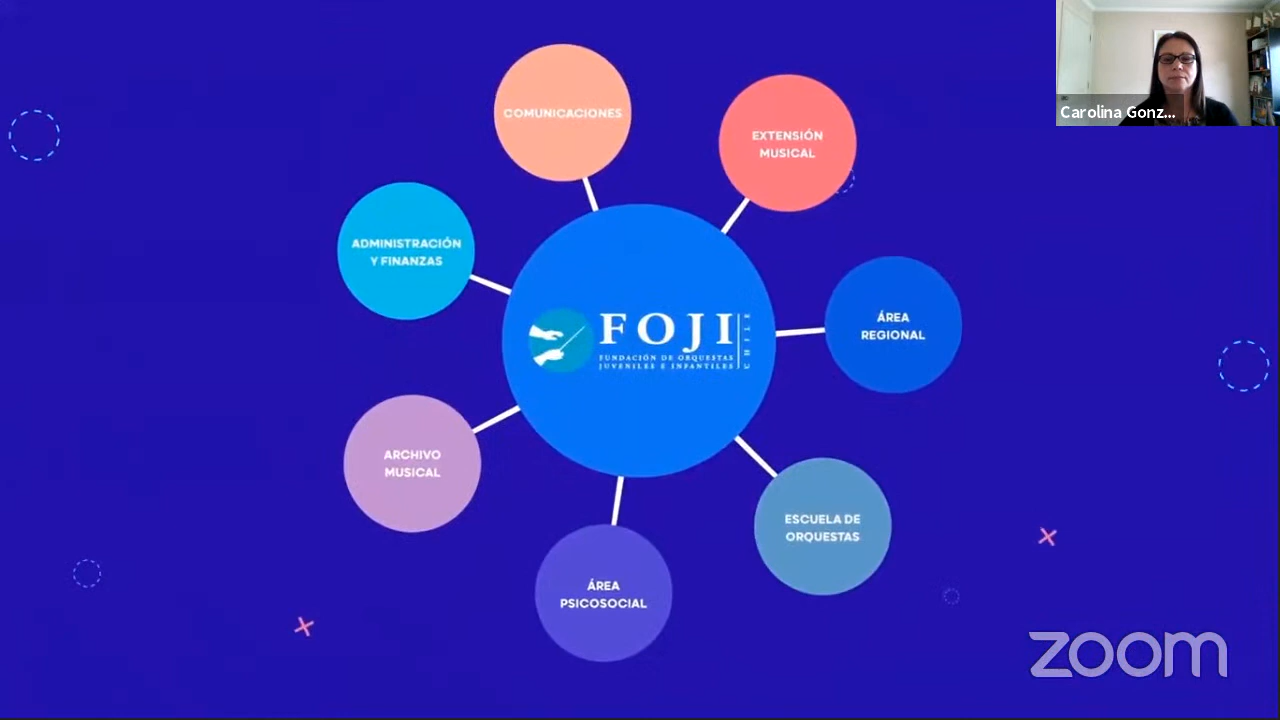 Carolina Gonz...
COMUNICACIONES
EXTENSIÓN
MUSICAL
ADMINISTRACIÓN
Y FINANZAS
ÁREA
REGIONAL
FOJI
CHILE
FUNDACIÓN DE ORQUESTAS
JUVENILES E INFANTILES
ARCHIVO
MUSICAL
ESCUELA DE
ORQUESTAS
ÁREA
PSICOSOCIAL
zoom